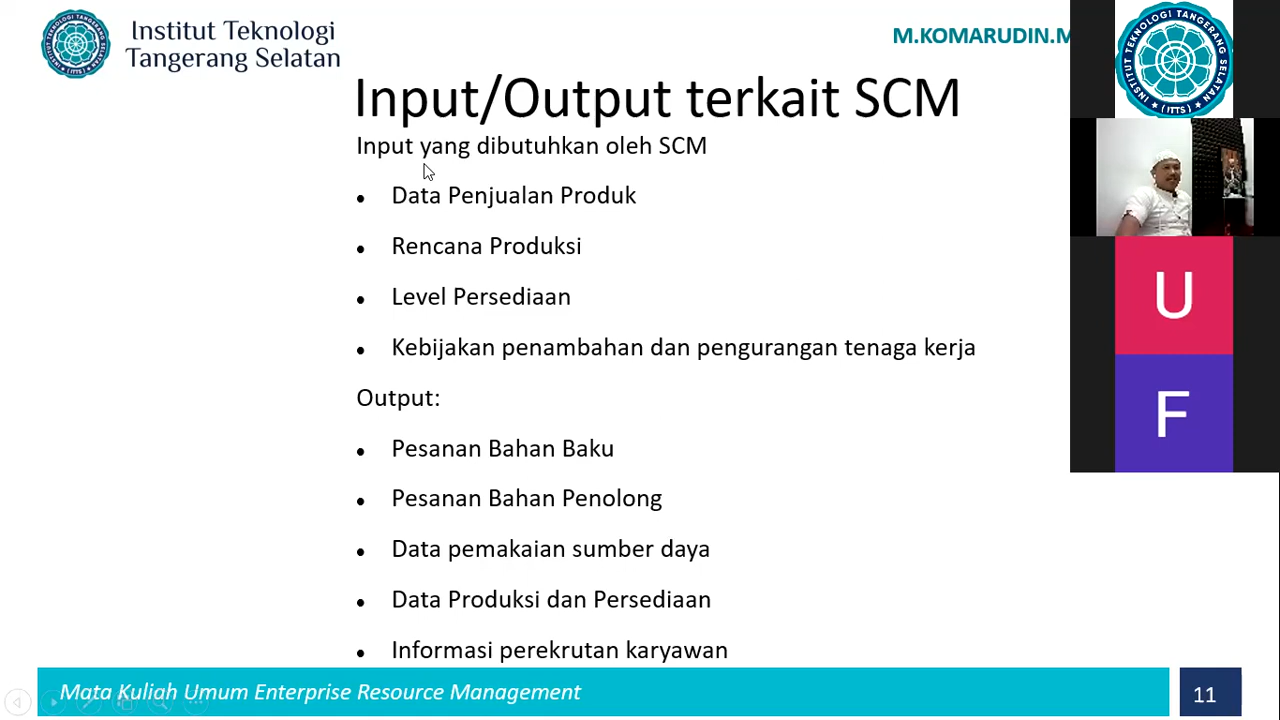 Institut Teknologi
Tangerang Selatan
M.KOMARUDIN.M
Input/Output terkait SCM
Input yang dibutuhkan oleh SCM
• Data Penjualan Produk
• Rencana Produksi
• Level Persediaan
• Kebijakan penambahan dan pengurangan tenaga kerja
Output:
• Pesanan Bahan Baku
• Pesanan Bahan Penolong
• Data pemakaian sumber daya
• Data Produksi dan Persediaan
• Informasi perekrutan karyawan
Mata Kuliah Umum Enterprise Resource Management
11
INSTITUT TEKNOLOGI TANGERANG SELATAN
(ITTS)
U
F